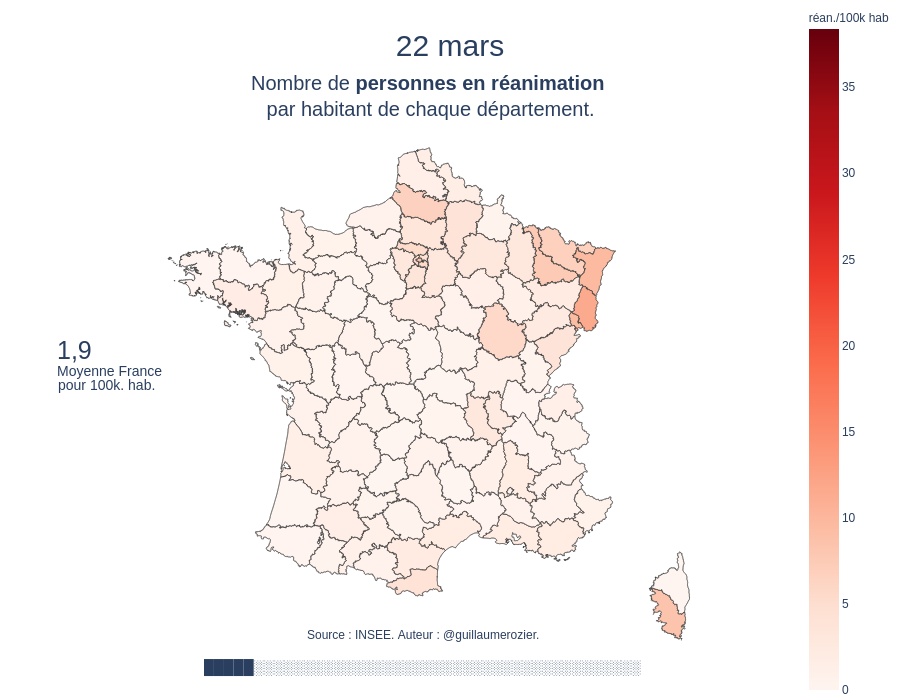 réan./100k hab
22 mars
Nombre de personnes en réanimation
par habitant de chaque département.
35
30
25
20
15
10
5
0
1,9
Moyenne France
pour 100k. hab.
Source : INSEE. Auteur : @guillaumerozier.